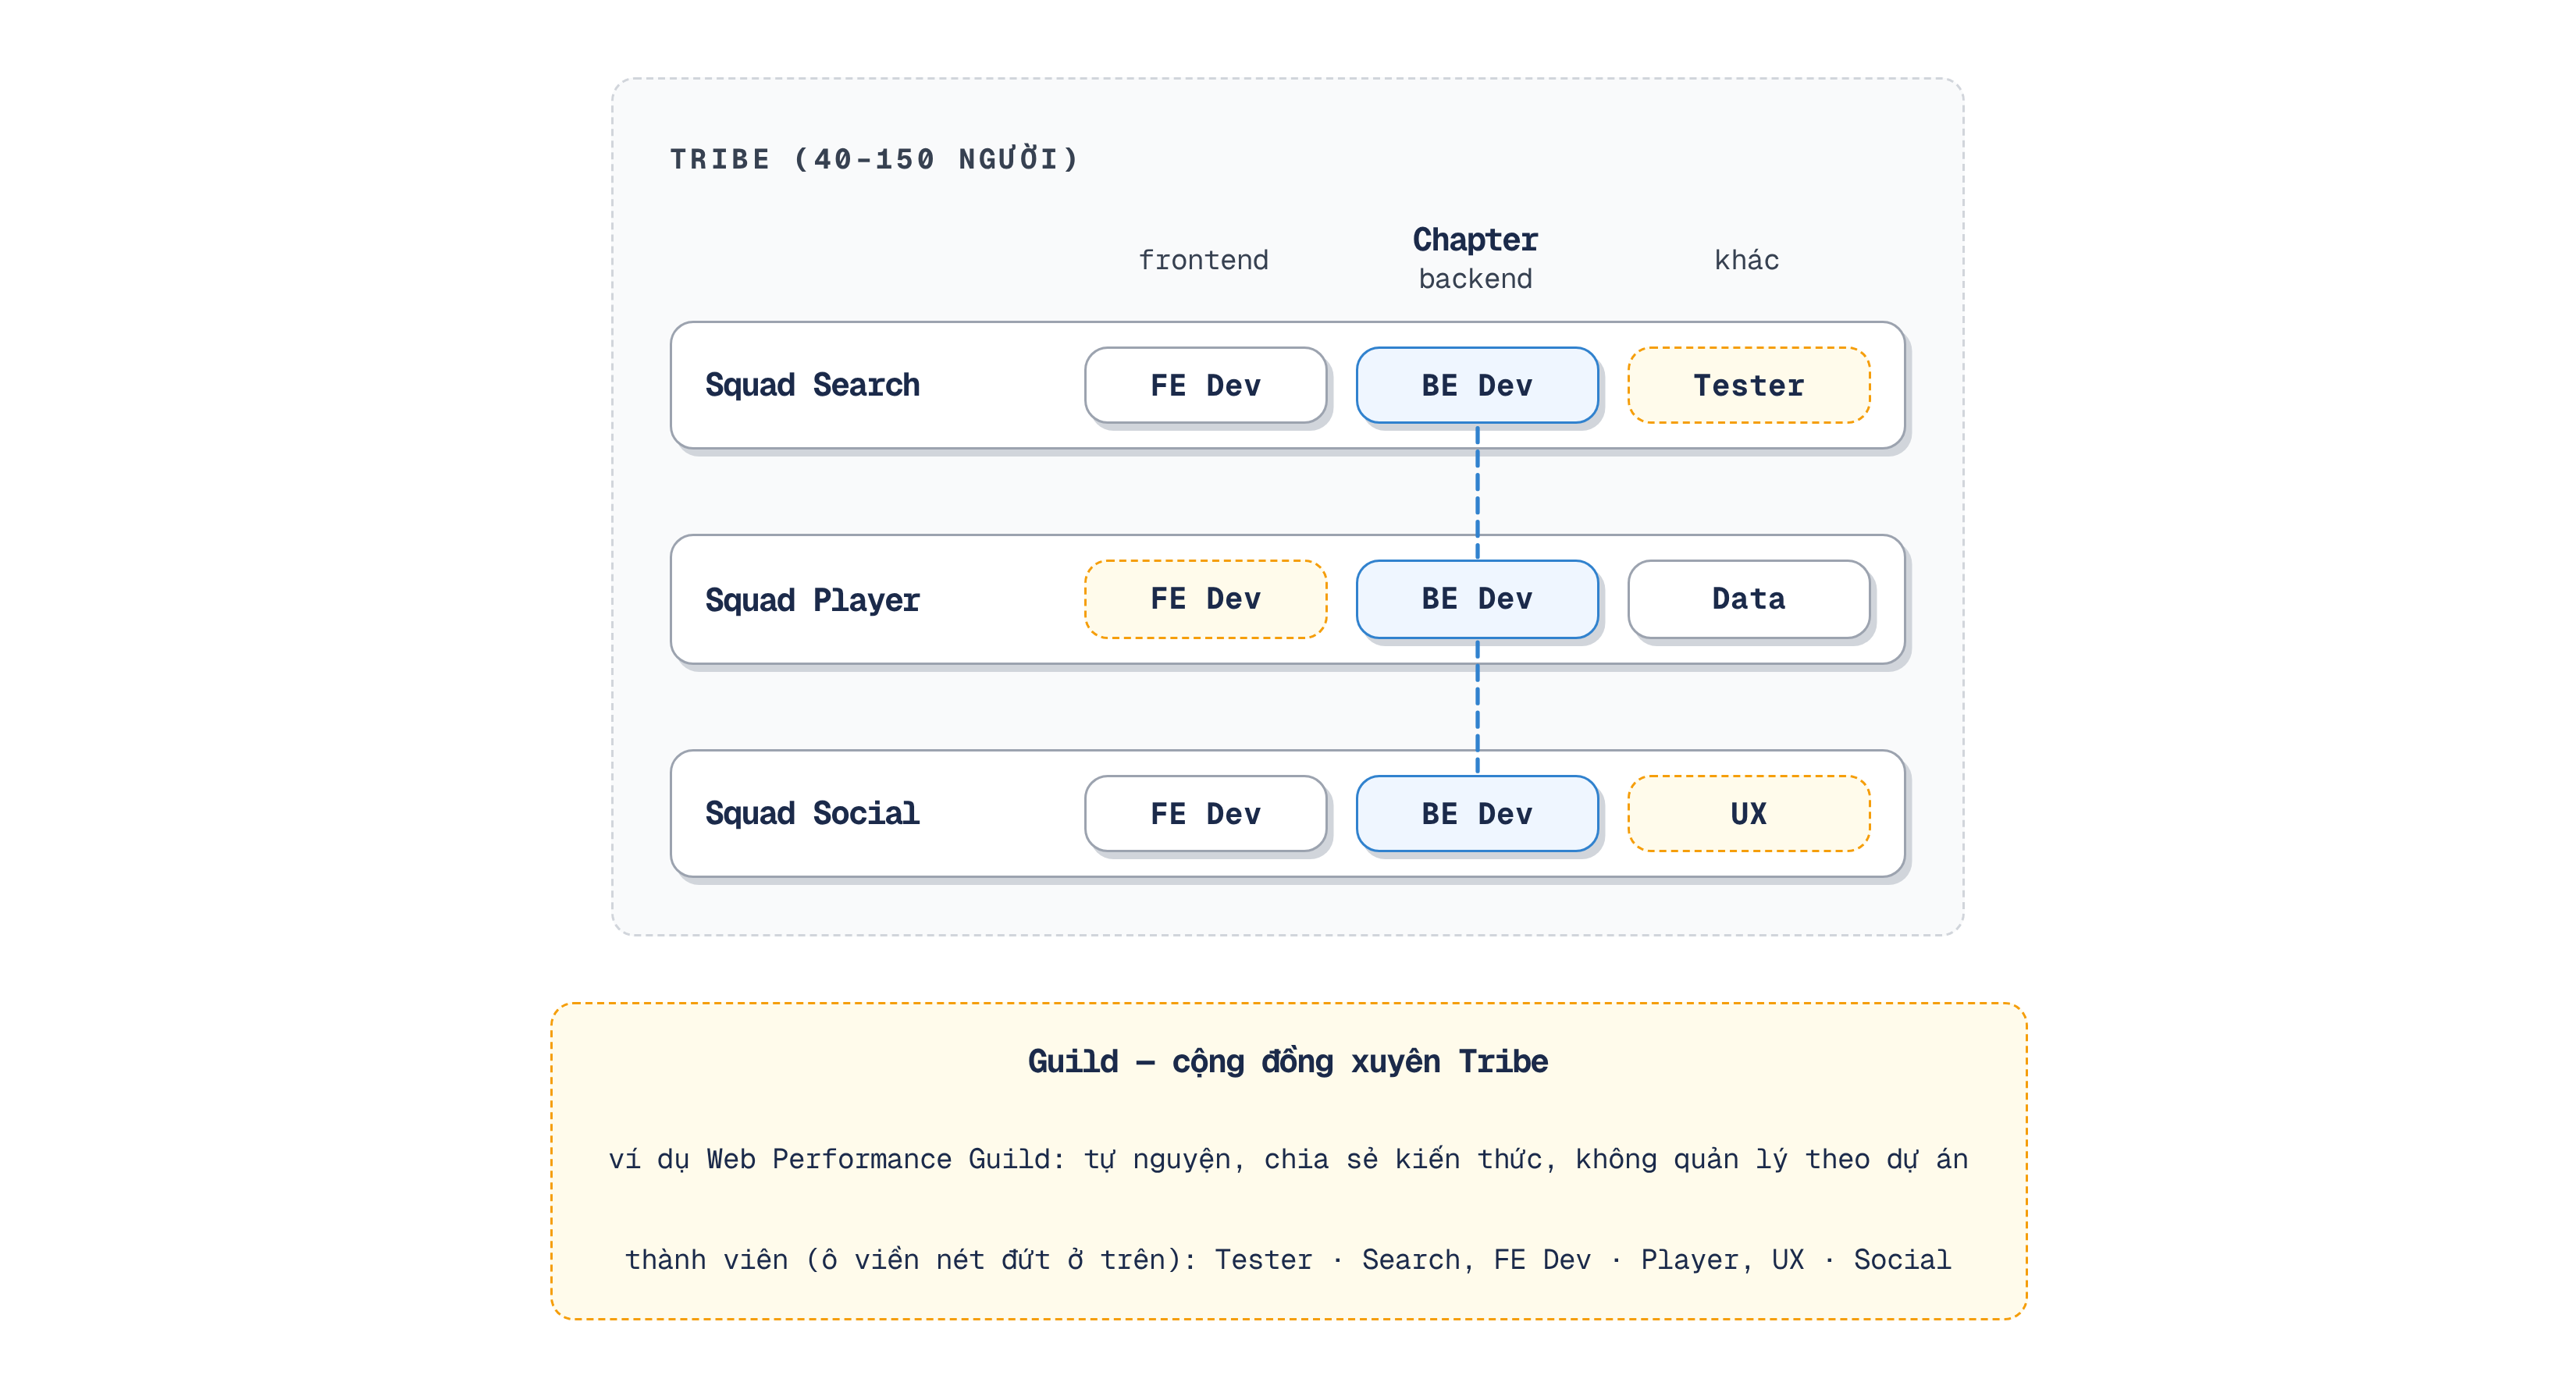 TRIBE (40–150 NGƯỜI)
frontend
Chapter
backend
khác
Squad Search
FE Dev
BE Dev
Tester
Squad Player
FE Dev
BE Dev
Data
Squad Social
FE Dev
BE Dev
UX
Guild — cộng đồng xuyên Tribe
ví dụ Web Performance Guild: tự nguyện, chia sẻ kiến thức, không quản lý theo dự án
thành viên (ô viền nét đứt ở trên): Tester · Search, FE Dev · Player, UX · Social